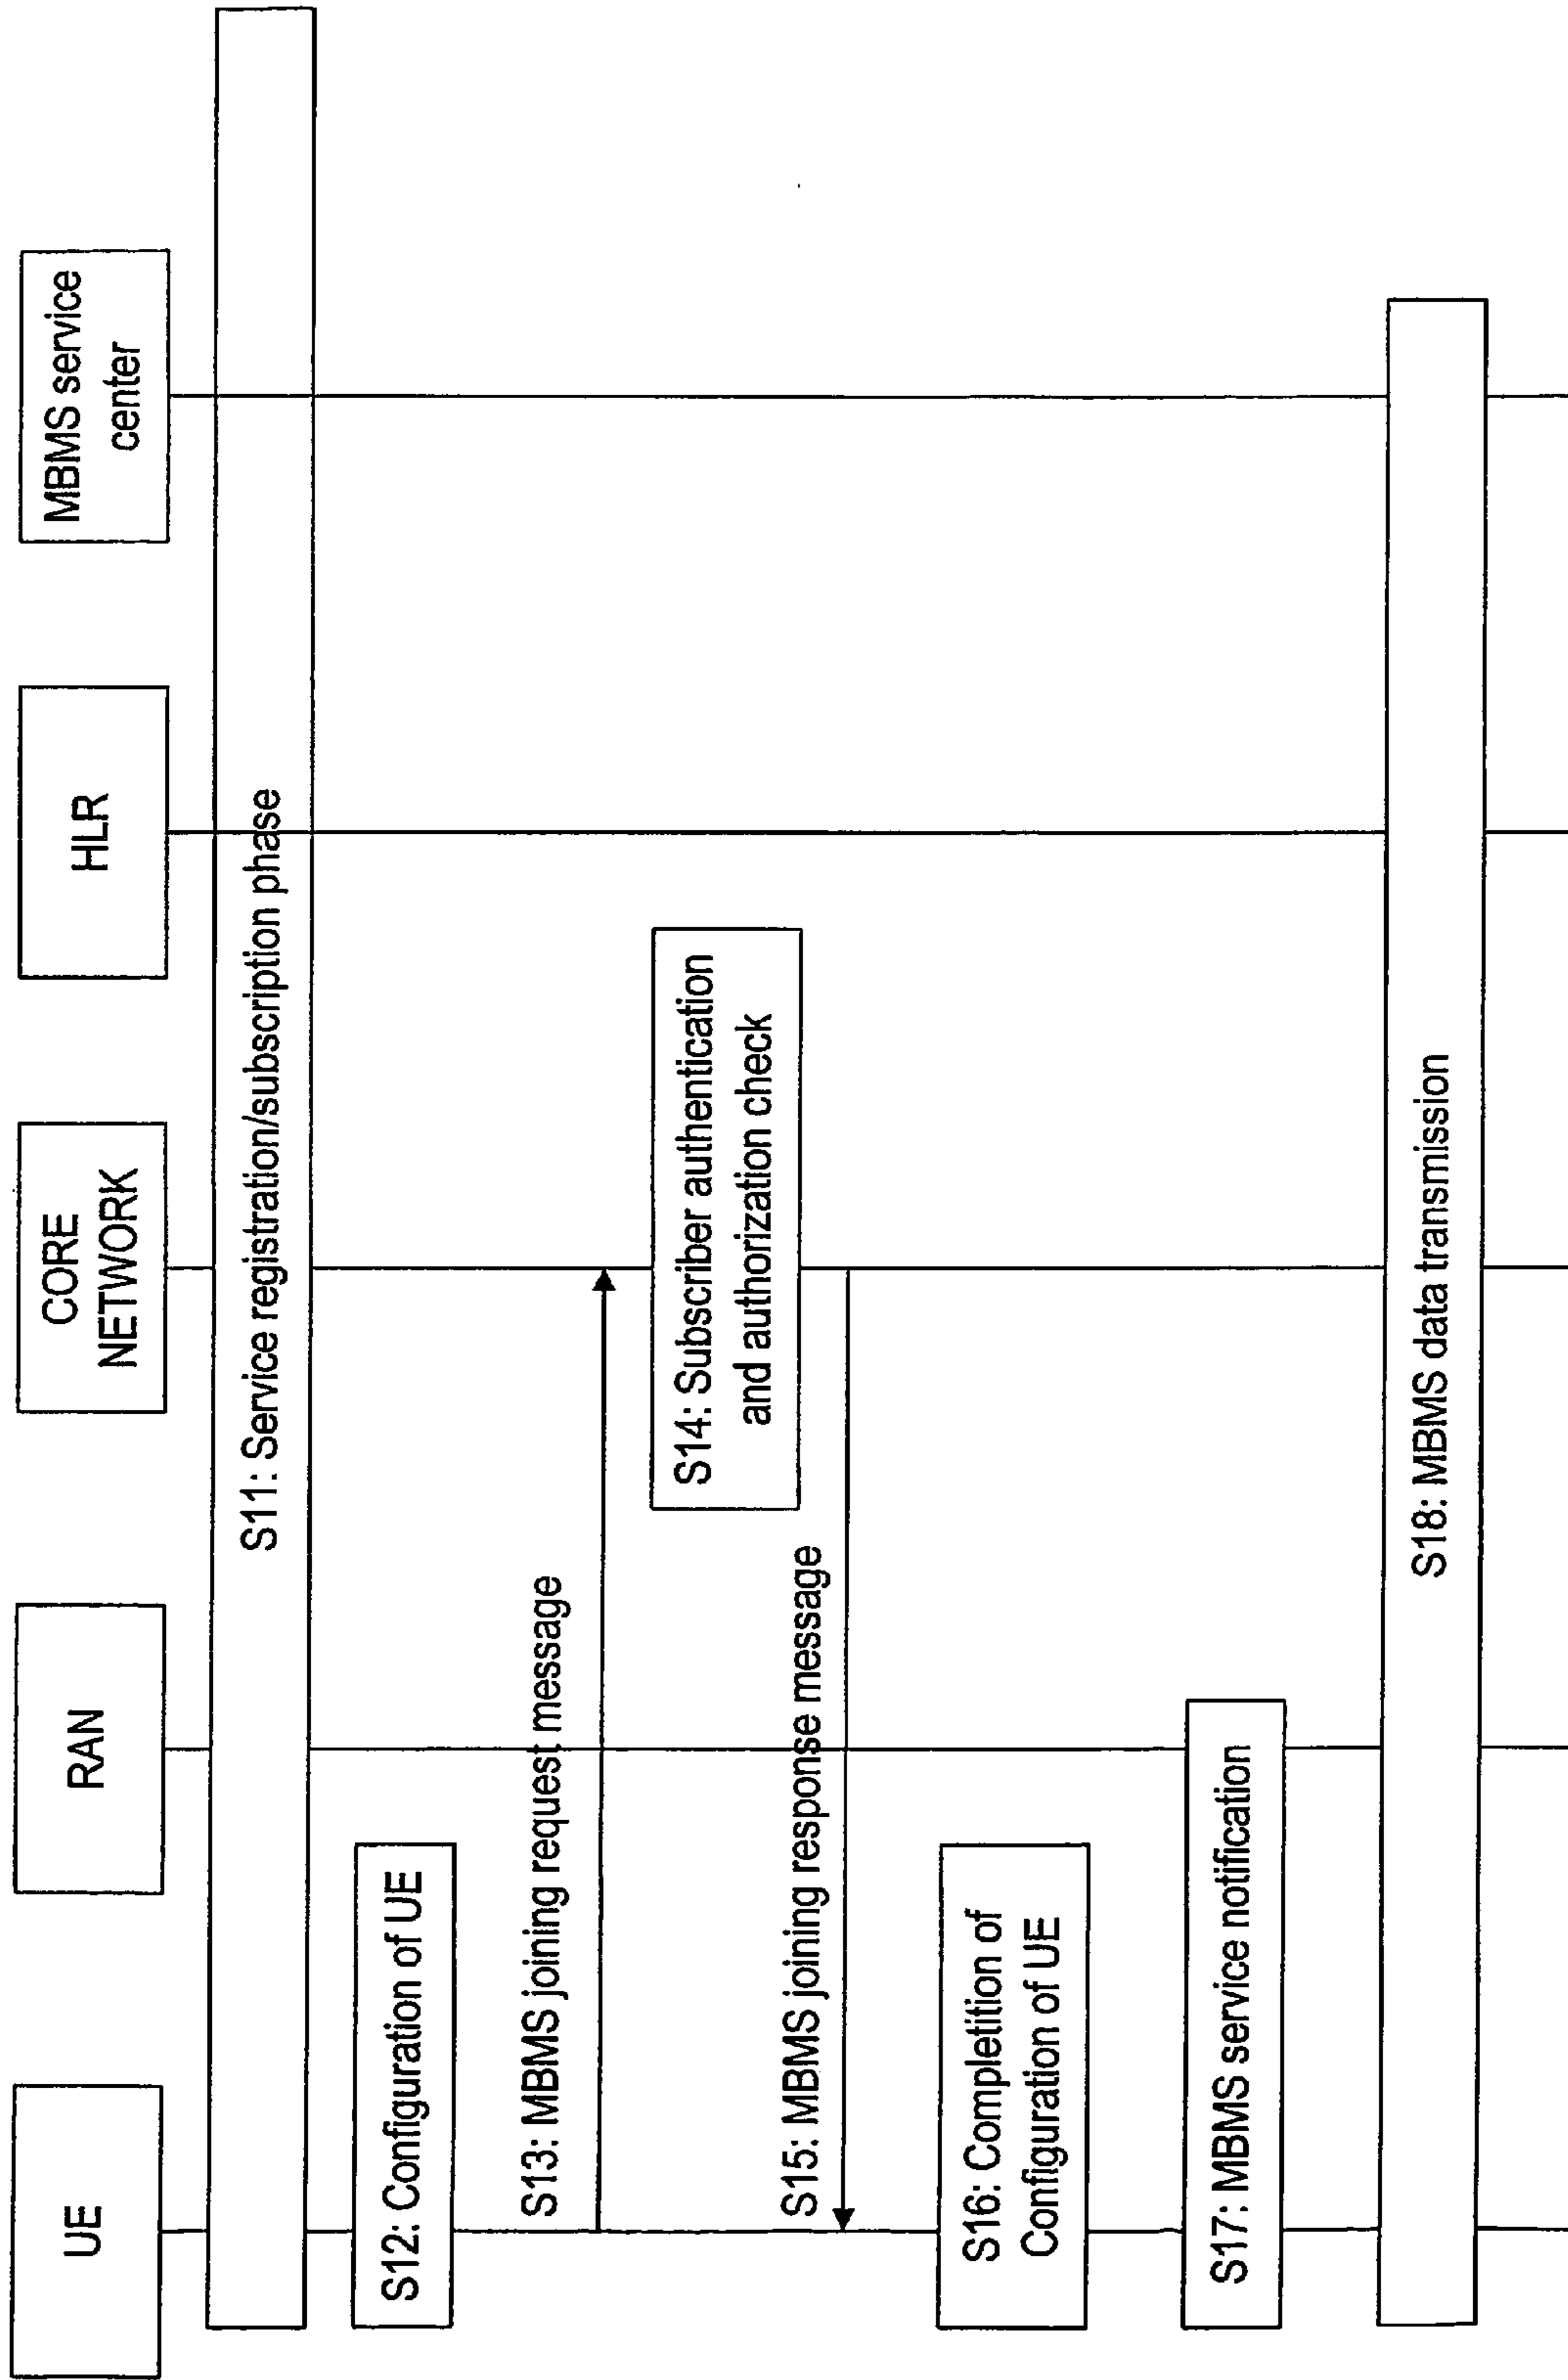 UE
RAN
CORE
NETWORK
HLR
MBMS service
center
S11: Service registration/subscription phase
S12: Configuration of UE
S13: MBMS joining request message
S14: Subscriber authentication
and authorization check
S15: MBMS joining response message
S16: Completition of
Configuration of UE
S17: MBMS service notification
S18: MBMS data transmission